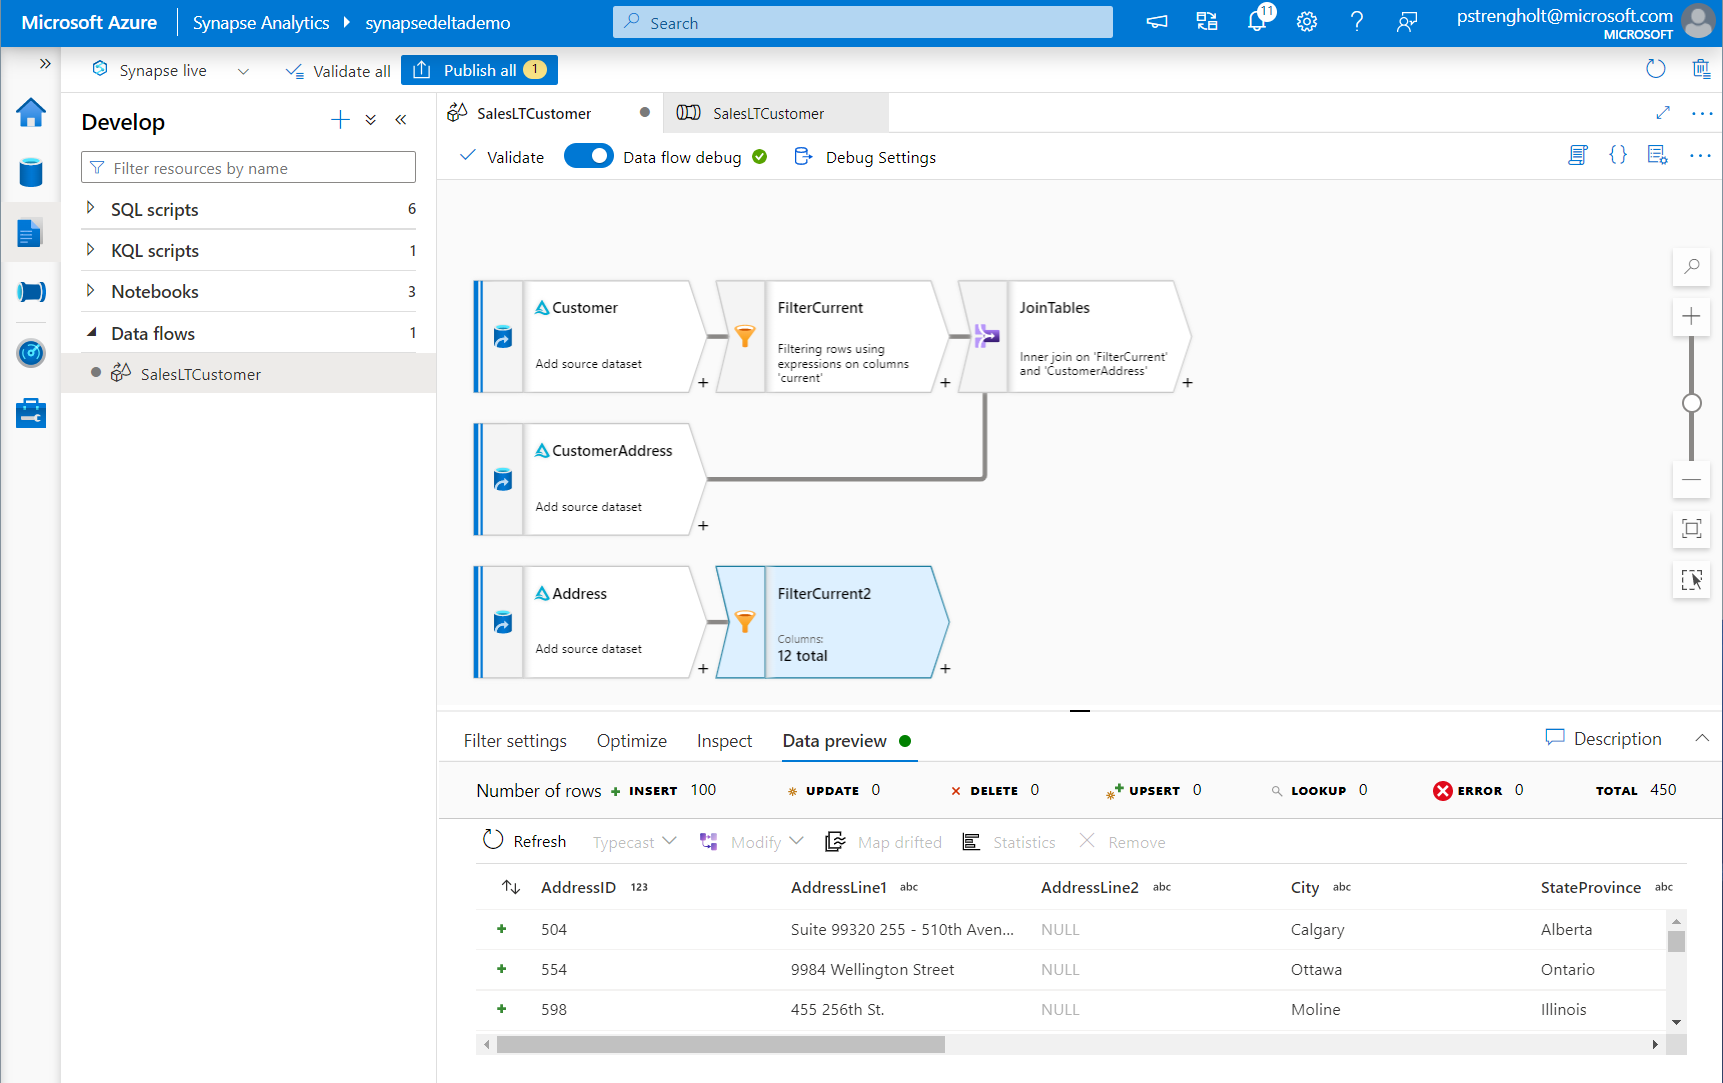 Microsoft Azure
Synapse Analytics
synapsedeltademo
Search
11
pstrengholt@microsoft.com
MICROSOFT
Synapse live
Validate all
Publish all 1
Develop
Filter resources by name
SQL scripts 6
KQL scripts 1
Notebooks 3
Data flows 1
SalesLTCustomer
SalesLTCustomer
SalesLTCustomer
Validate
Data flow debug
Debug Settings
Customer
Add source dataset
+
FilterCurrent
Filtering rows using
expressions on columns
'current'
+
JoinTables
Inner join on 'FilterCurrent'
and 'CustomerAddress'
+
CustomerAddress
Add source dataset
+
Address
Add source dataset
+
FilterCurrent2
Columns:
12 total
+
Filter settings
Optimize
Inspect
Data preview
Description
Number of rows + INSERT 100 UPDATE 0 DELETE 0 UPSERT 0 LOOKUP 0 ERROR 0 TOTAL 450
Refresh Typecast Modify Map drifted Statistics Remove
AddressID 123 AddressLine1 abc AddressLine2 abc City abc StateProvince abc
+ 504 Suite 99320 255 - 510th Aven... NULL Calgary Alberta
+ 554 9984 Wellington Street NULL Ottawa Ontario
+ 598 455 256th St. NULL Moline Illinois